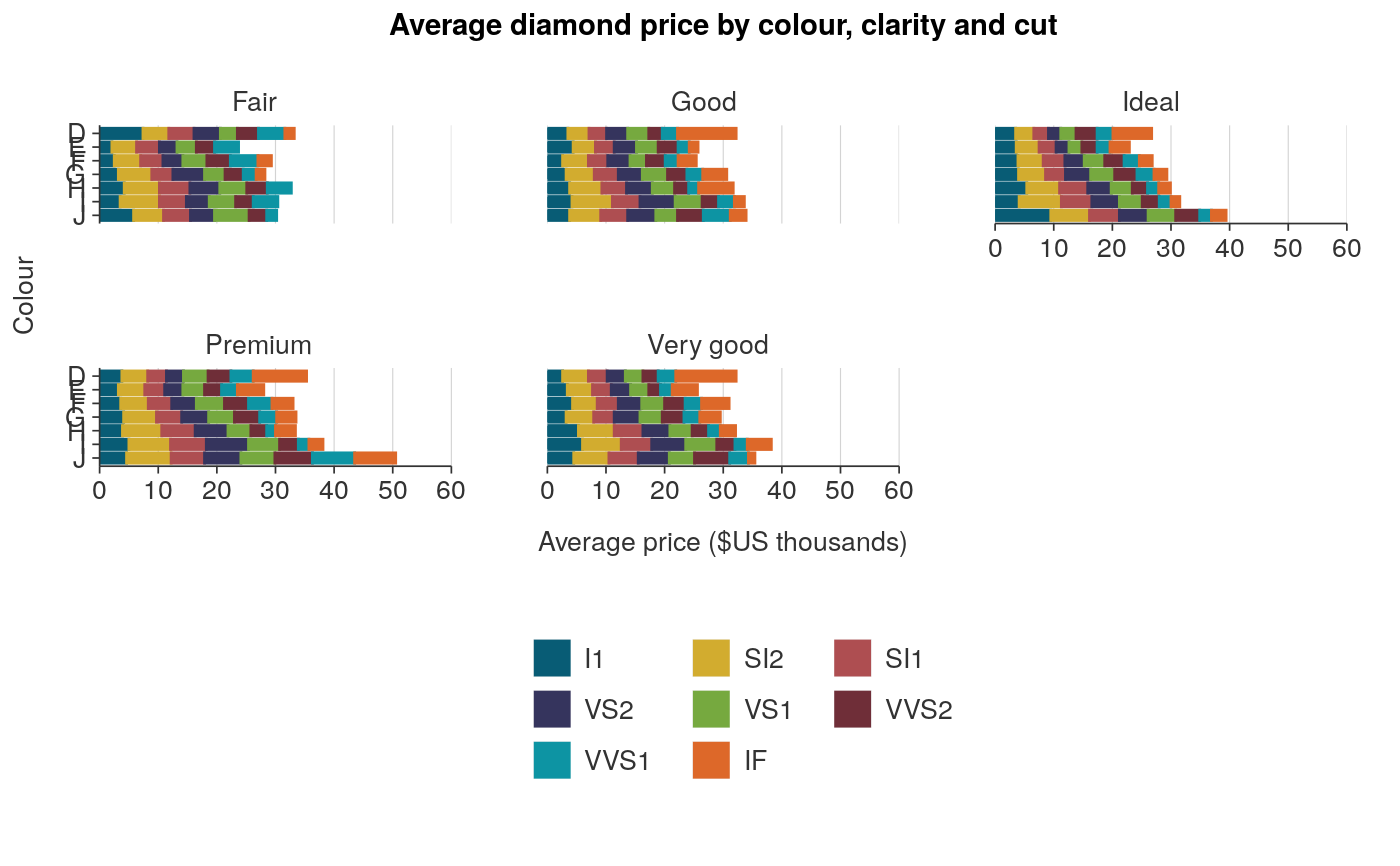 Average diamond price by colour, clarity and cut
Fair
Good
Ideal
D
E
F
G
H
I
J
0 10 20 30 40 50 60
Colour
Premium
Very good
D
E
F
G
H
I
J
0 10 20 30 40 50 60
0 10 20 30 40 50 60
Average price ($US thousands)
I1
SI2
SI1
VS2
VS1
VVS2
VVS1
IF